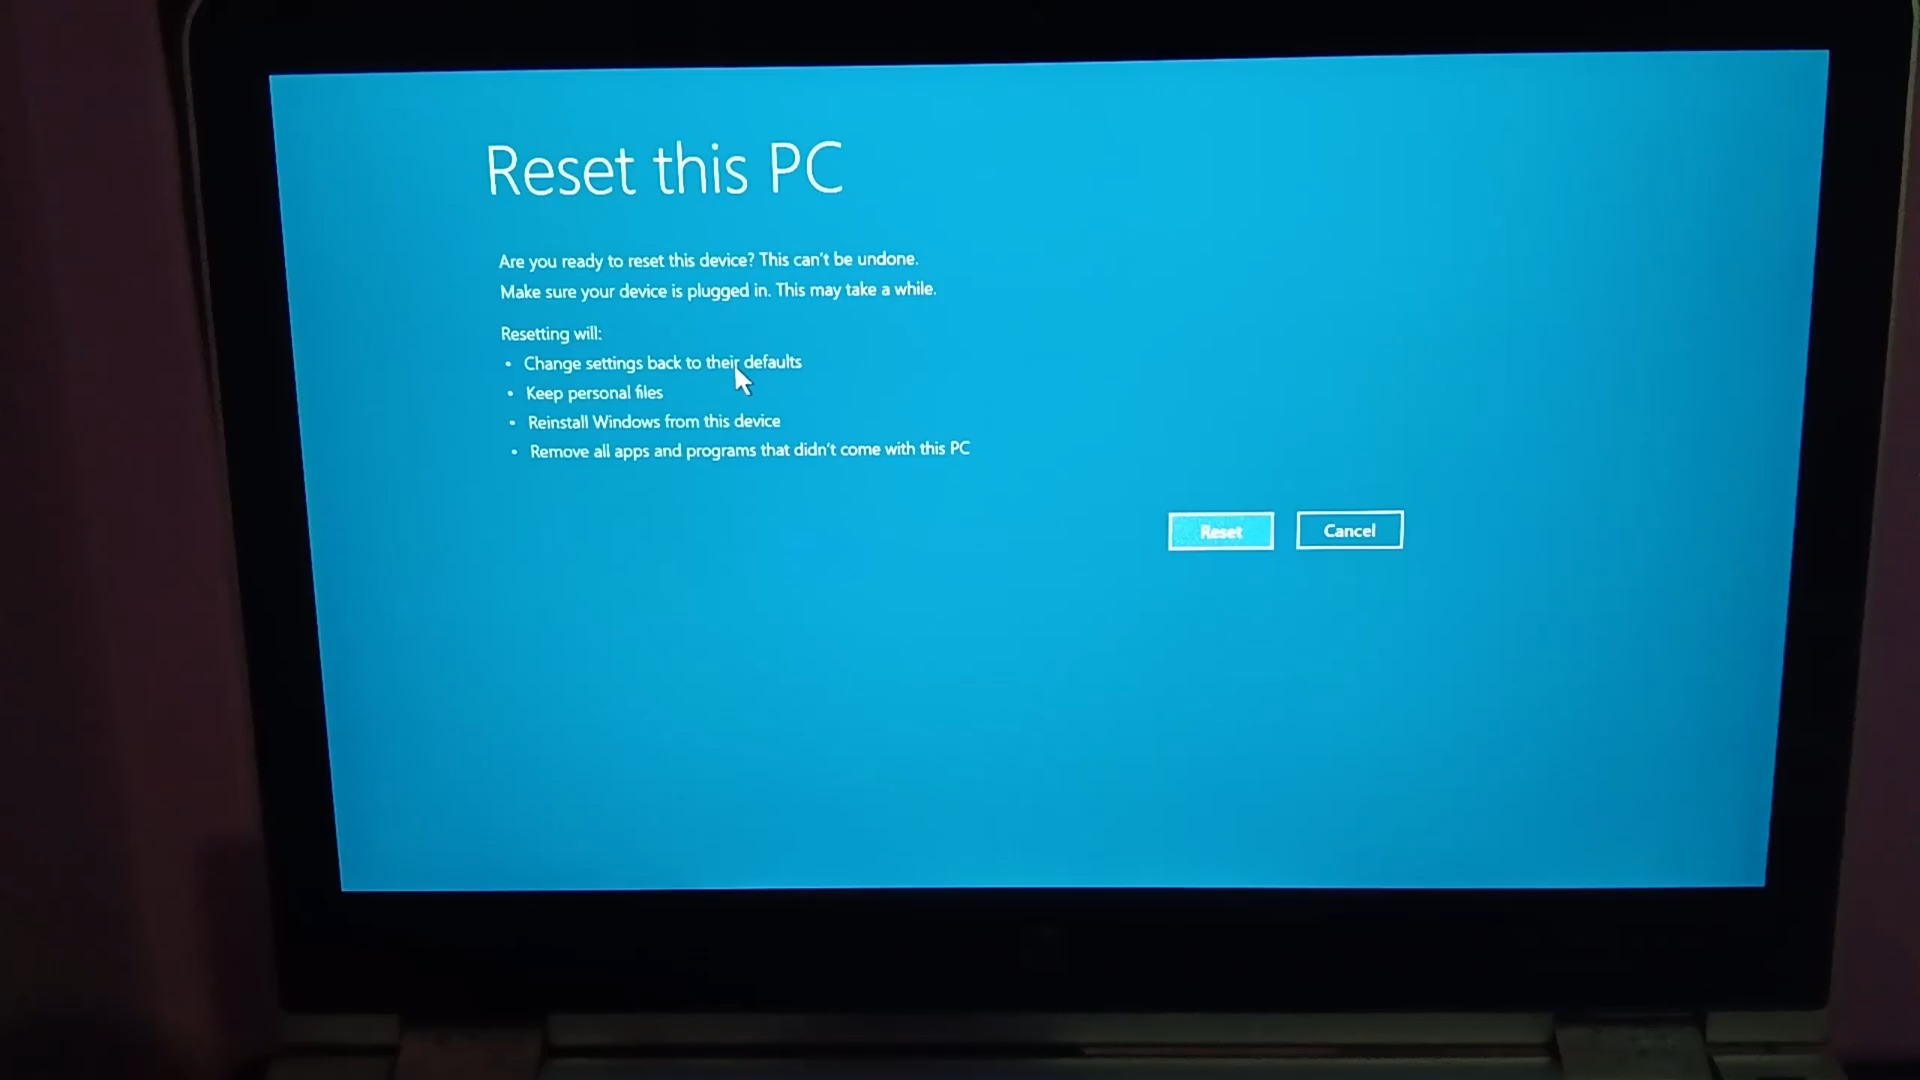 Reset this PC
Are you ready to reset this device? This can't be undone.
Make sure your device is plugged in. This may take a while.
Resetting will:
• Change settings back to their defaults
• Keep personal files
• Reinstall Windows from this device
• Remove all apps and programs that didn't come with this PC
Reset Cancel